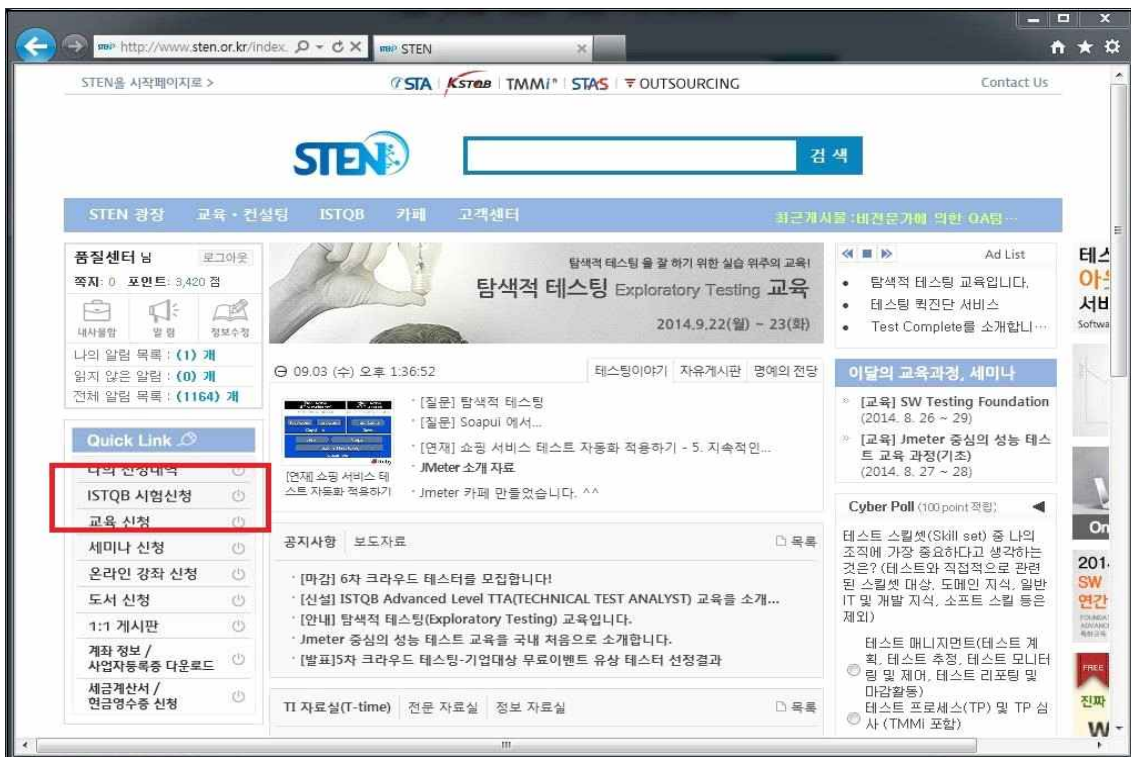 http://www.sten.or.kr/index.
STEN
STEN을 시작페이지로 >
STA KSTQB TMMi® STAS OUTSOURCING
Contact Us
STEN
검 색
STEN 광장 교육·컨설팅 ISTQB 카페 고객센터
최근게시물 :비전문가에 의한 QA팀…
품질센터 님 로그아웃
쪽지: 0 포인트: 3,420 점
내사물함 알 림 정보수정
나의 알림 목록 : (1) 개
읽지 않은 알림 : (0) 개
전체 알림 목록 : (1164) 개
Quick Link
나의 신청내역
ISTQB 시험신청
교육 신청
세미나 신청
온라인 강좌 신청
도서 신청
1:1 게시판
계좌 정보 /
사업자등록증 다운로드
세금계산서 /
현금영수증 신청
탐색적 테스팅 을 잘 하기 위한 실습 위주의 교육!
탐색적 테스팅 Exploratory Testing 교육
2014.9.22(월) ~ 23(화)
09.03 (수) 오후 1:36:52
테스팅이야기 자유게시판 명예의 전당
[연재] 쇼핑 서비스 테
스트 자동화 적용하기
· [질문] 탐색적 테스팅
· [질문] Soapui 에서...
· [연재] 쇼핑 서비스 테스트 자동화 적용하기 - 5. 지속적인...
· JMeter 소개 자료
· Jmeter 카페 만들었습니다. ^^
공지사항 보도자료 목록
· [마감] 6차 크라우드 테스터를 모집합니다!
· [신설] ISTQB Advanced Level TTA(TECHNICAL TEST ANALYST) 교육을 소개...
· [안내] 탐색적 테스팅(Exploratory Testing) 교육입니다.
· Jmeter 중심의 성능 테스트 교육을 국내 처음으로 소개합니다.
· [발표]5차 크라우드 테스팅-기업대상 무료이벤트 유상 테스터 선정결과
TI 자료실(T-time) 전문 자료실 정보 자료실 목록
Ad List
• 탐색적 테스팅 교육입니다.
• 테스팅 퀵진단 서비스
• Test Complete를 소개합니…
이달의 교육과정, 세미나
» [교육] SW Testing Foundation
(2014. 8. 26 ~ 29)
» [교육] Jmeter 중심의 성능 테스
트 교육 과정(기초)
(2014. 8. 27 ~ 28)
Cyber Poll (100 point 적립)
테스트 스킬셋(Skill set) 중 나의
조직에 가장 중요하다고 생각하는
것은? (테스트와 직접적으로 관련
된 스킬셋 대상, 도메인 지식, 일반
IT 및 개발 지식, 소프트 스킬 등은
제외)
테스트 매니지먼트(테스트 계
획, 테스트 추정, 테스트 모니터
링 및 제어, 테스트 리포팅 및
마감활동)
테스트 프로세스(TP) 및 TP 심
사 (TMMi 포함)
서비
Softwa
On
201
SW
연간
FREE
진짜
W